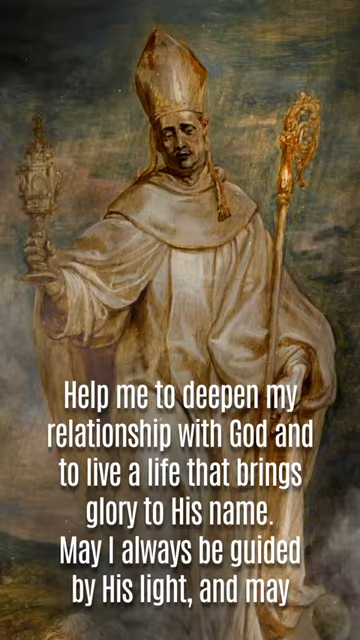 Help me to deepen my
relationship with God and
to live a life that brings
glory to His name.
May I always be guided
by His light, and may